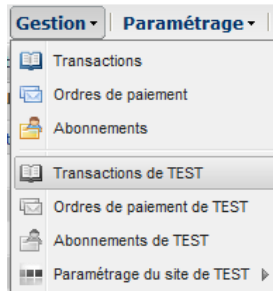 Gestion Paramétrage
Transactions
Ordres de paiement
Abonnements
Transactions de TEST
Ordres de paiement de TEST
Abonnements de TEST
Paramétrage du site de TEST